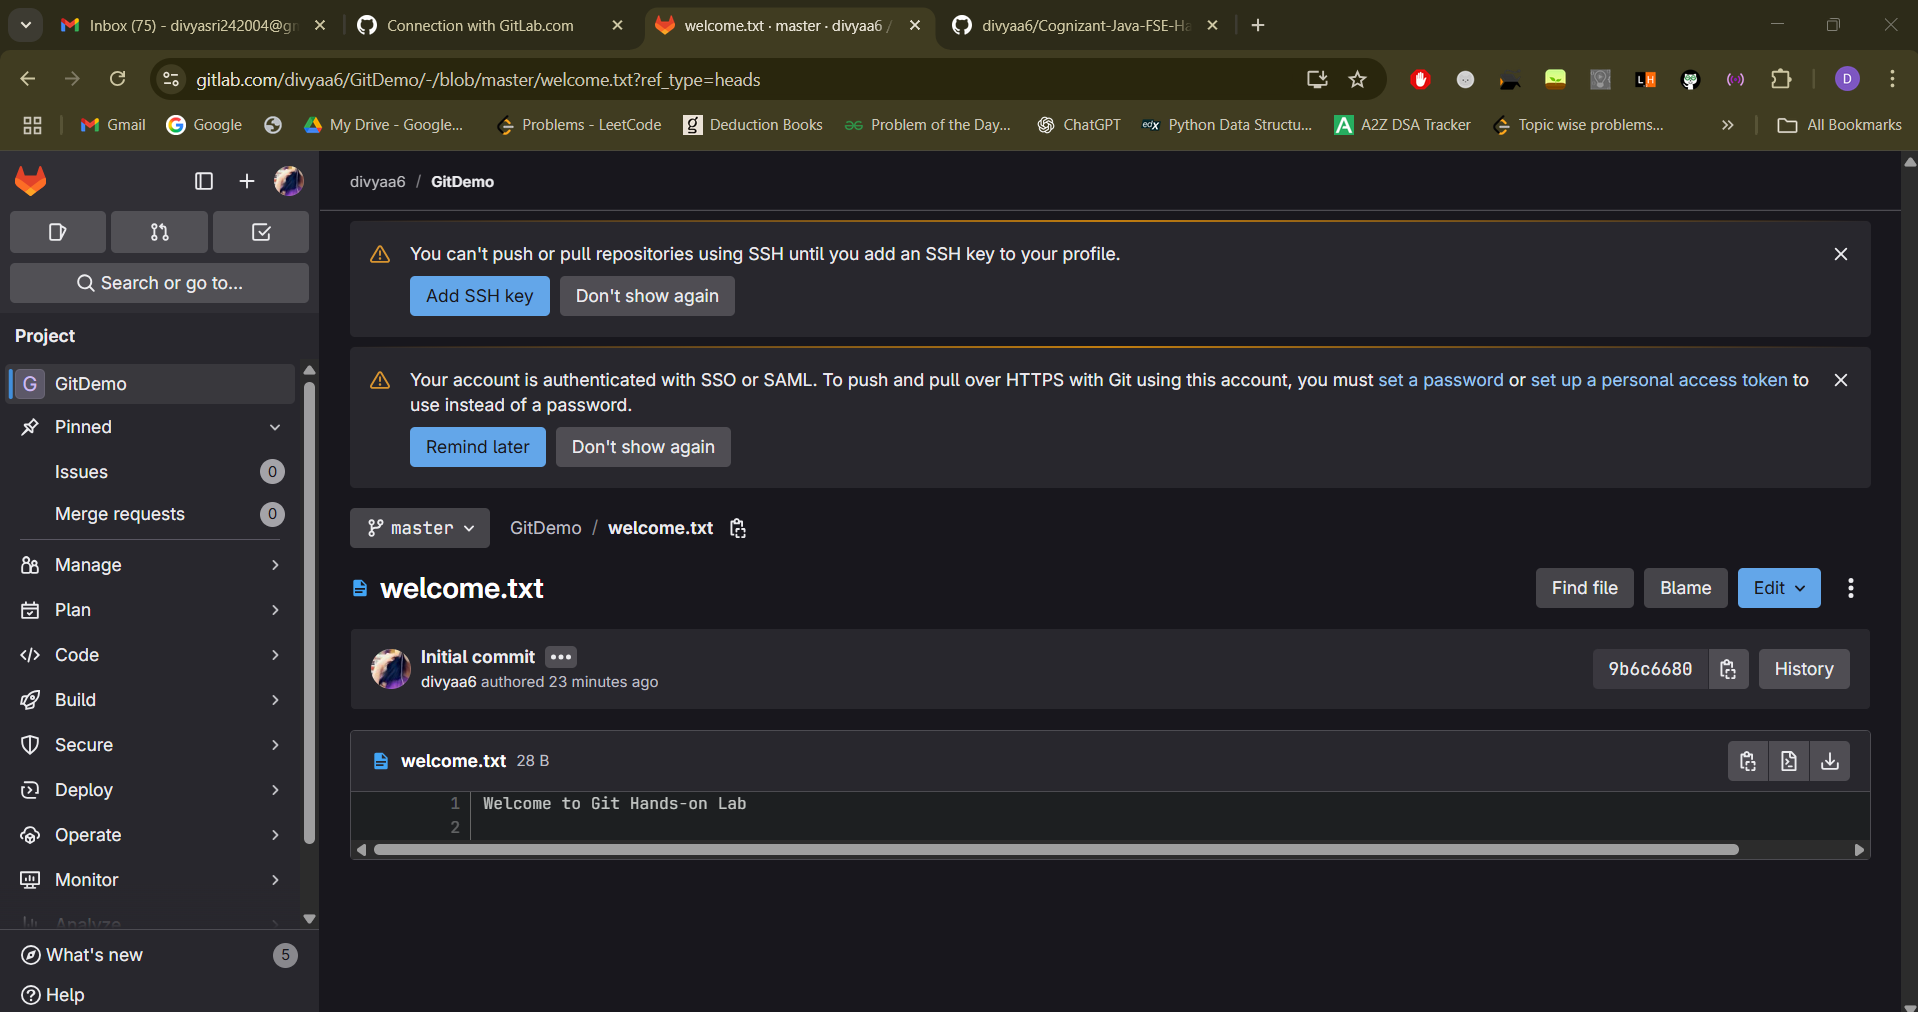 Inbox (75) - divyasri242004@gm
Connection with GitLab.com
welcome.txt · master · divyaa6 /
divyaa6/Cognizant-Java-FSE-Ha
gitlab.com/divyaa6/GitDemo/-/blob/master/welcome.txt?ref_type=heads
D
Gmail
Google
My Drive - Google...
Problems - LeetCode
Deduction Books
Problem of the Day...
ChatGPT
edX
Python Data Structu...
A2Z DSA Tracker
Topic wise problems...
All Bookmarks
divyaa6 / GitDemo
Search or go to...
Project
G GitDemo
Pinned
Issues 0
Merge requests 0
Manage
Plan
Code
Build
Secure
Deploy
Operate
Monitor
Analyze
What's new 5
Help
You can't push or pull repositories using SSH until you add an SSH key to your profile.
Add SSH key Don't show again
Your account is authenticated with SSO or SAML. To push and pull over HTTPS with Git using this account, you must set a password or set up a personal access token to
use instead of a password.
Remind later Don't show again
master GitDemo / welcome.txt
welcome.txt
Find file Blame Edit
Initial commit
divyaa6 authored 23 minutes ago
9b6c6680 History
welcome.txt 28 B
1 Welcome to Git Hands-on Lab
2